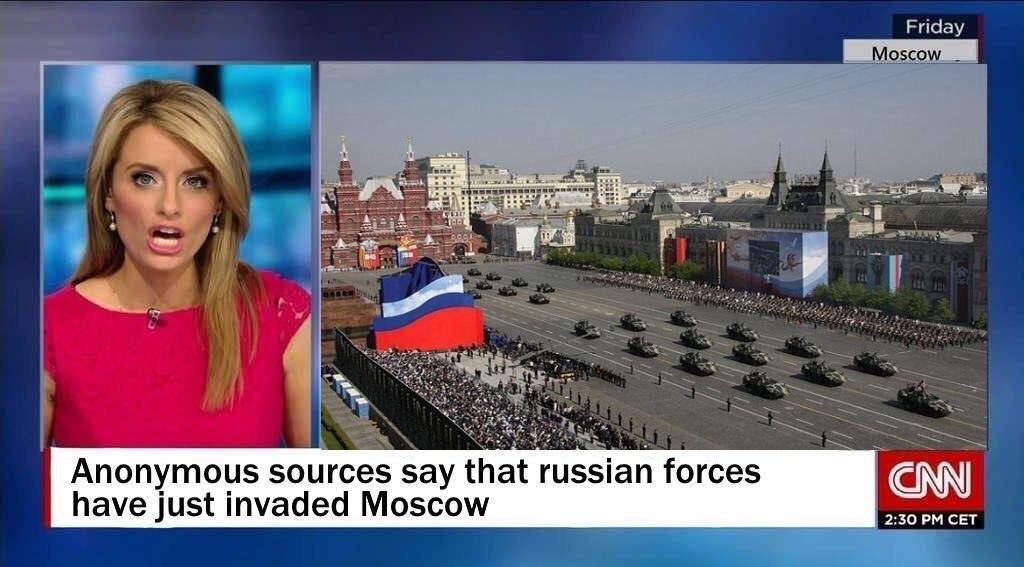 Friday
Moscow
Anonymous sources say that russian forces
have just invaded Moscow
CNN
2:30 PM CET